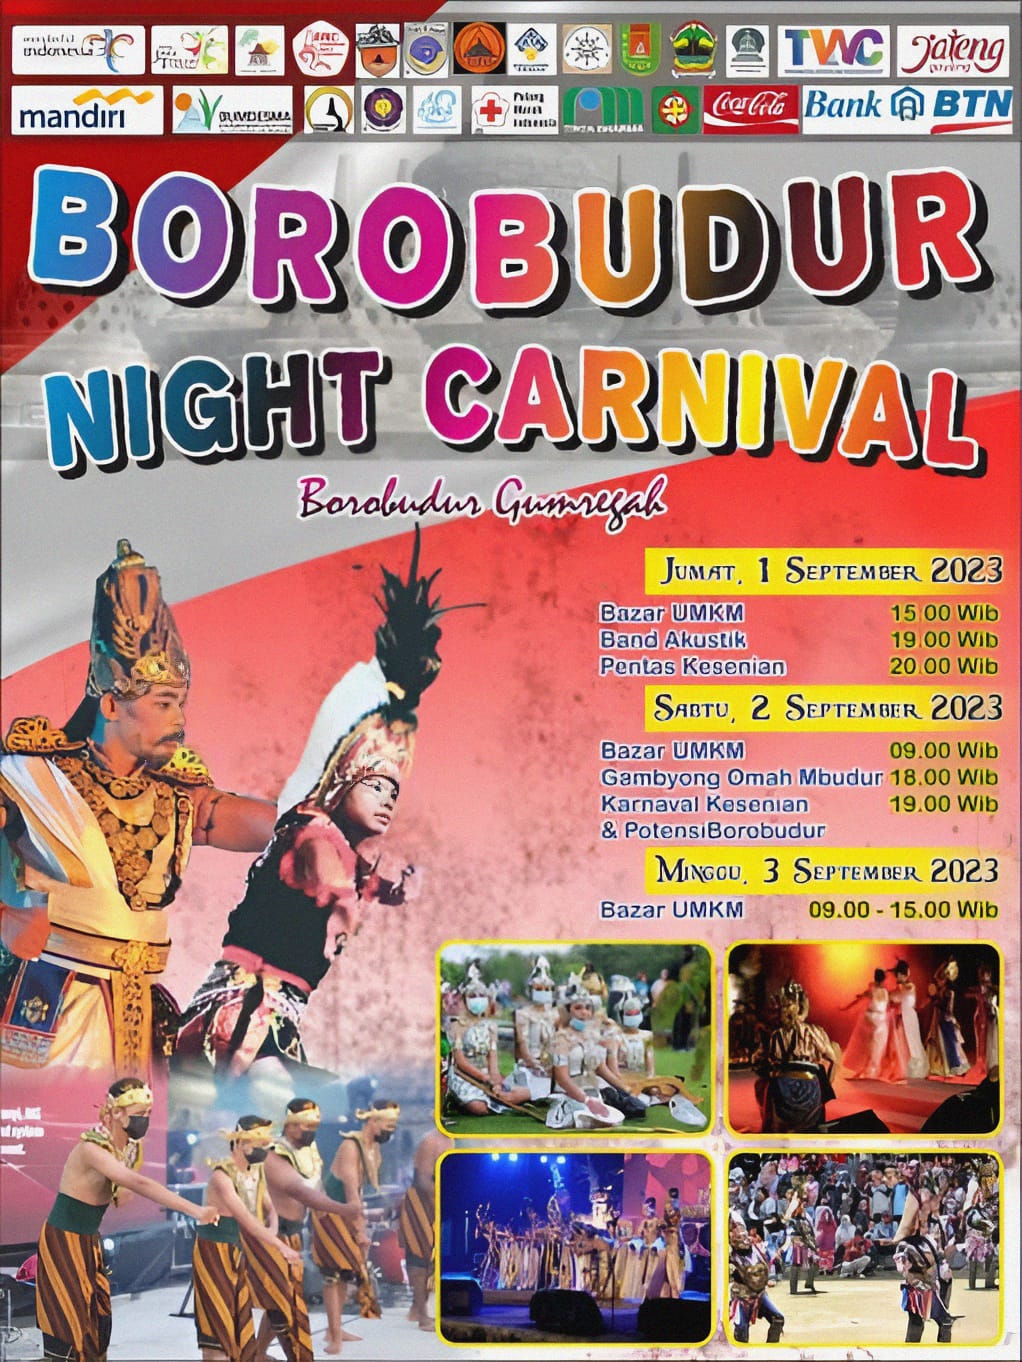 indonesia
TWC
Jateng
mandiri
Coca-Cola
Bank BTN
BOROBUDUR
NIGHT CARNIVAL
Borobudur Gumregah
JUMAT, 1 SEPTEMBER 2023
Bazar UMKM 15.00 Wib
Band Akustik 19.00 Wib
Pentas Kesenian 20.00 Wib
SABTU, 2 SEPTEMBER 2023
Bazar UMKM 09.00 Wib
Gambyong Omah Mbudur 18.00 Wib
Karnaval Kesenian 19.00 Wib
& PotensiBorobudur
MINGGU, 3 SEPTEMBER 2023
Bazar UMKM 09.00 - 15.00 Wib